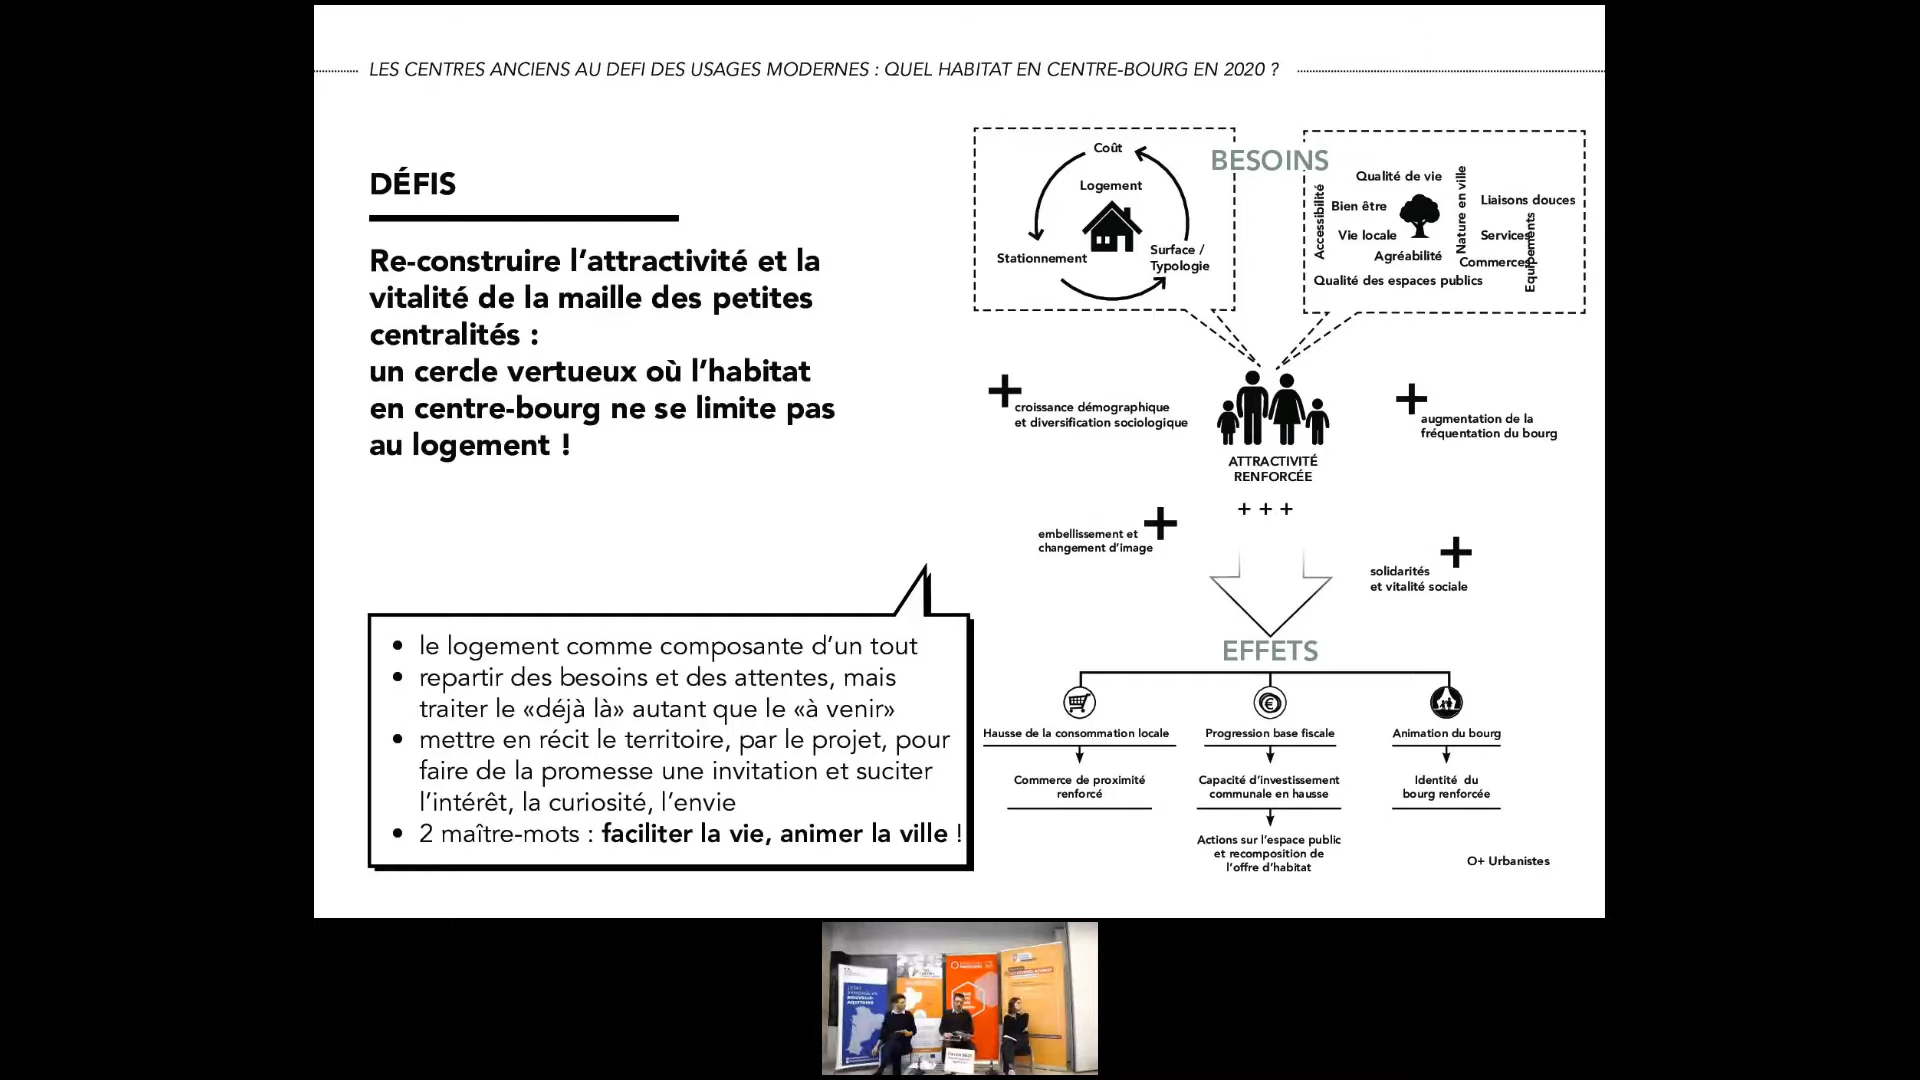 LES CENTRES ANCIENS AU DEFI DES USAGES MODERNES : QUEL HABITAT EN CENTRE-BOURG EN 2020 ?
DÉFIS
Re-construire l’attractivité et la
vitalité de la maille des petites
centralités :
un cercle vertueux où l’habitat
en centre-bourg ne se limite pas
au logement !
le logement comme composante d’un tout
repartir des besoins et des attentes, mais
traiter le «déjà là» autant que le «à venir»
mettre en récit le territoire, par le projet, pour
faire de la promesse une invitation et suciter
l’intérêt, la curiosité, l’envie
2 maître-mots : faciliter la vie, animer la ville !
BESOINS
Coût
Logement
Stationnement
Surface /
Typologie
Accessibilité
Qualité de vie
Bien être
Vie locale
Agréabilité
Qualité des espaces publics
Nature en ville
Liaisons douces
Services
Commerces
Equipements
croissance démographique
et diversification sociologique
augmentation de la
fréquentation du bourg
ATTRACTIVITÉ
RENFORCÉE
+ + +
embellissement et
changement d’image
solidarités
et vitalité sociale
EFFETS
Hausse de la consommation locale
Commerce de proximité
renforcé
Progression base fiscale
Capacité d’investissement
communale en hausse
Actions sur l’espace public
et recomposition de
l’offre d’habitat
Animation du bourg
Identité du
bourg renforcée
O+ Urbanistes
NOUVELLE-
AQUITAINE